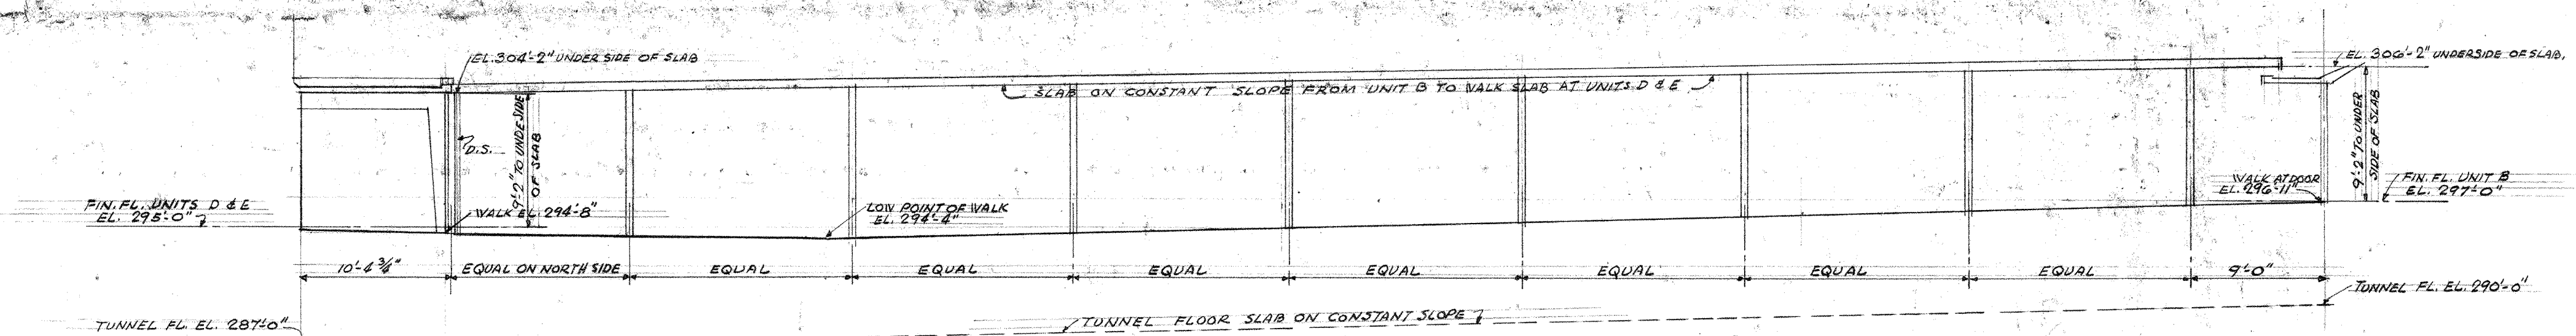 EL. 304'-2" UNDER SIDE OF SLAB
EL. 306'-2" UNDERSIDE OF SLAB.
SLAB ON CONSTANT SLOPE FROM UNIT B TO WALK SLAB AT UNITS D & E
D.S.
9'-2" TO UNDESIDE
OF SLAB
9'-2" TO UNDER
SIDE OF SLAB
FIN. FL. UNITS D & E
EL. 295'-0"
WALK EL. 294'-8"
LOW POINT OF WALK
EL. 294'-4"
WALK AT DOOR
EL. 296'-11"
FIN. FL. UNIT B
EL. 297'-0"
10'-4 3/4"
EQUAL ON NORTH SIDE
EQUAL
EQUAL
EQUAL
EQUAL
EQUAL
EQUAL
EQUAL
9'-0"
TUNNEL FL. EL. 290'-0"
TUNNEL FL. EL. 287'-0"
TUNNEL FLOOR SLAB ON CONSTANT SLOPE